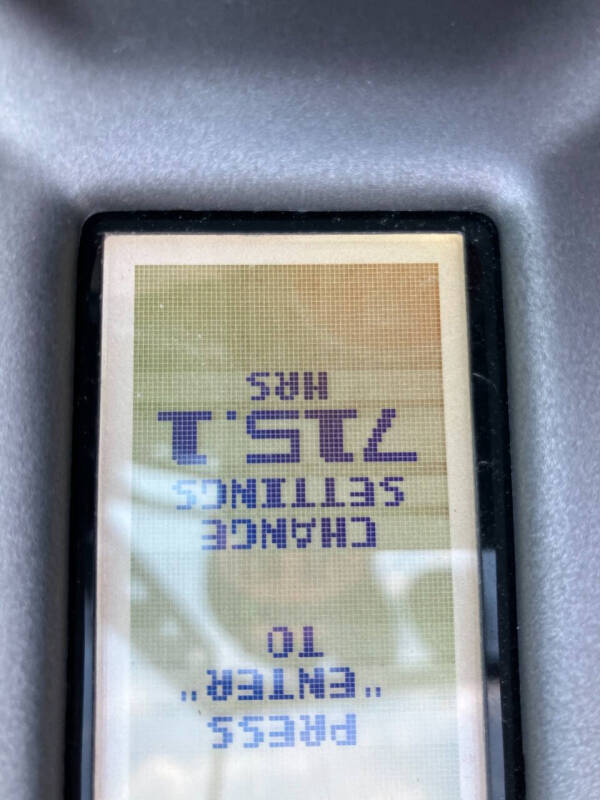 PRESS
"ENTER"
TO
CHANGE
SETTINGS
715.1
HRS